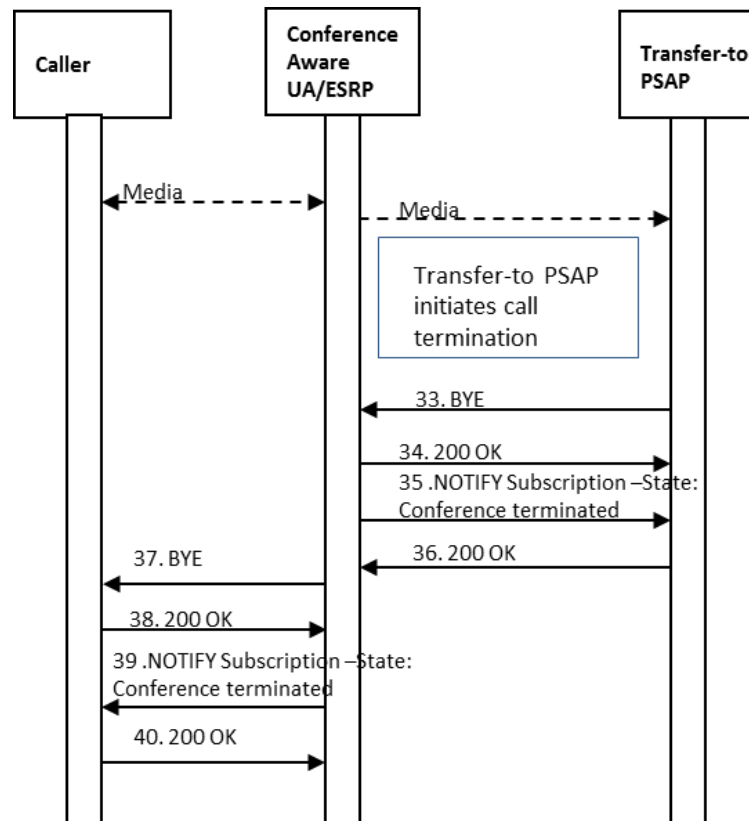 Caller
Conference
Aware
UA/ESRP
Transfer-to
PSAP
Media
Media
Transfer-to PSAP
initiates call
termination
33. BYE
34. 200 OK
35 .NOTIFY Subscription –State:
Conference terminated
36. 200 OK
37. BYE
38. 200 OK
39 .NOTIFY Subscription –State:
Conference terminated
40. 200 OK